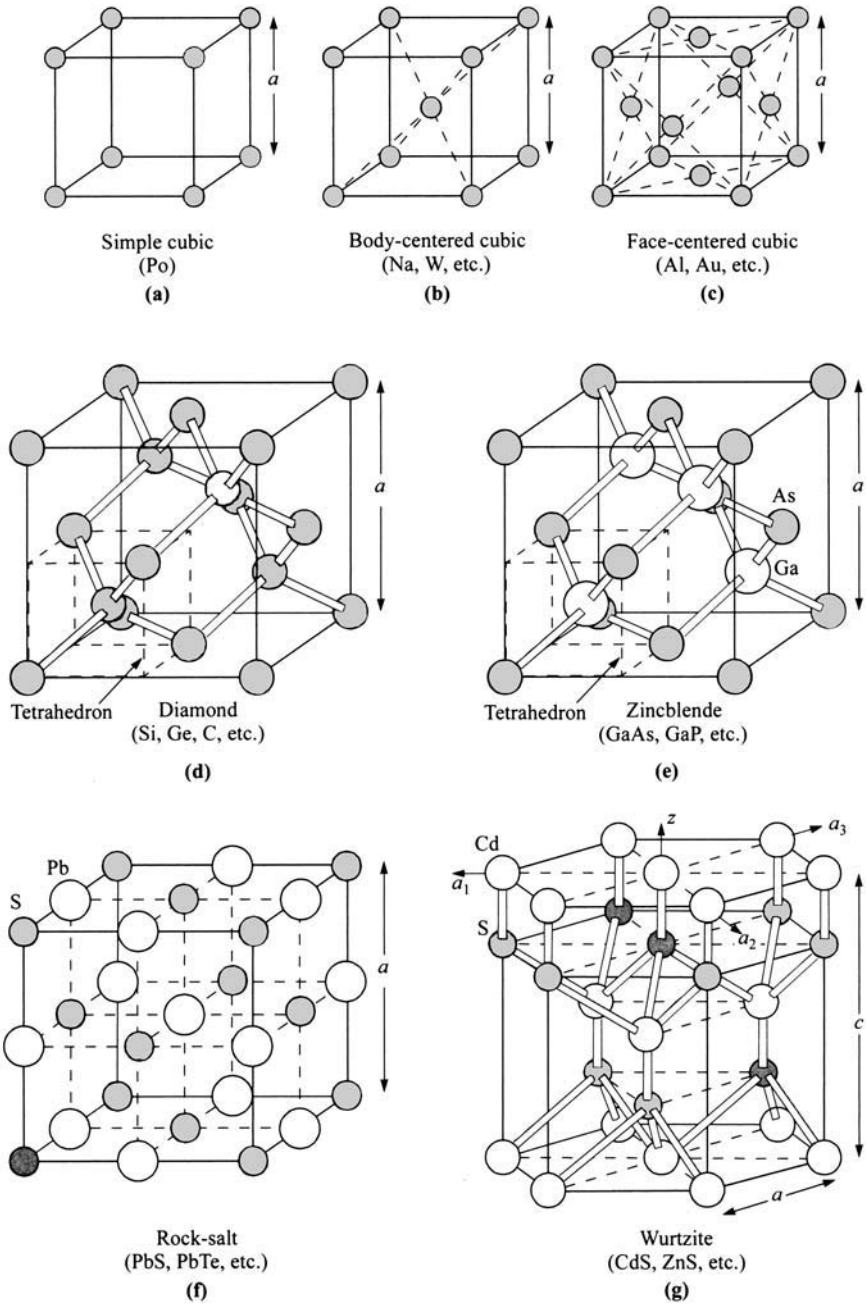 a
a
a
Simple cubic
(Po)
(a)
Body-centered cubic
(Na, W, etc.)
(b)
Face-centered cubic
(Al, Au, etc.)
(c)
a
Tetrahedron
Diamond
(Si, Ge, C, etc.)
(d)
a
As
Ga
Tetrahedron
Zincblende
(GaAs, GaP, etc.)
(e)
Pb
S
a
Rock-salt
(PbS, PbTe, etc.)
(f)
z
a3
Cd
a1
S
a2
c
a
Wurtzite
(CdS, ZnS, etc.)
(g)